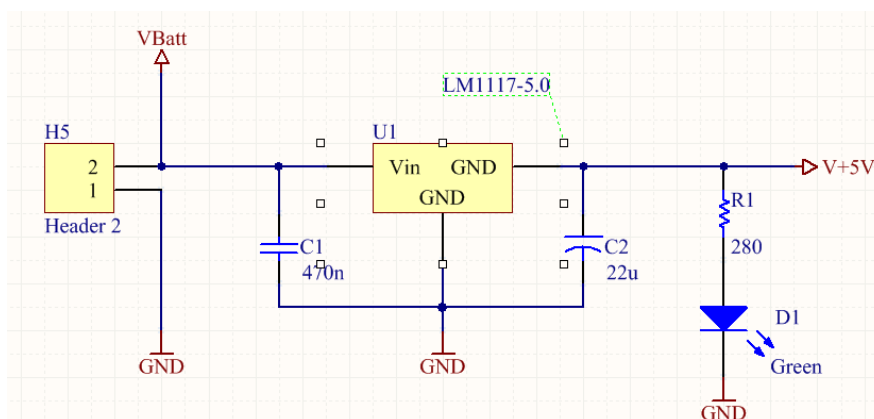 VBatt
LM1117-5.0
H5
U1
2
Vin
GND
V+5V
1
GND
R1
Header 2
C1
C2
280
470n
22u
D1
GND
GND
Green
GND